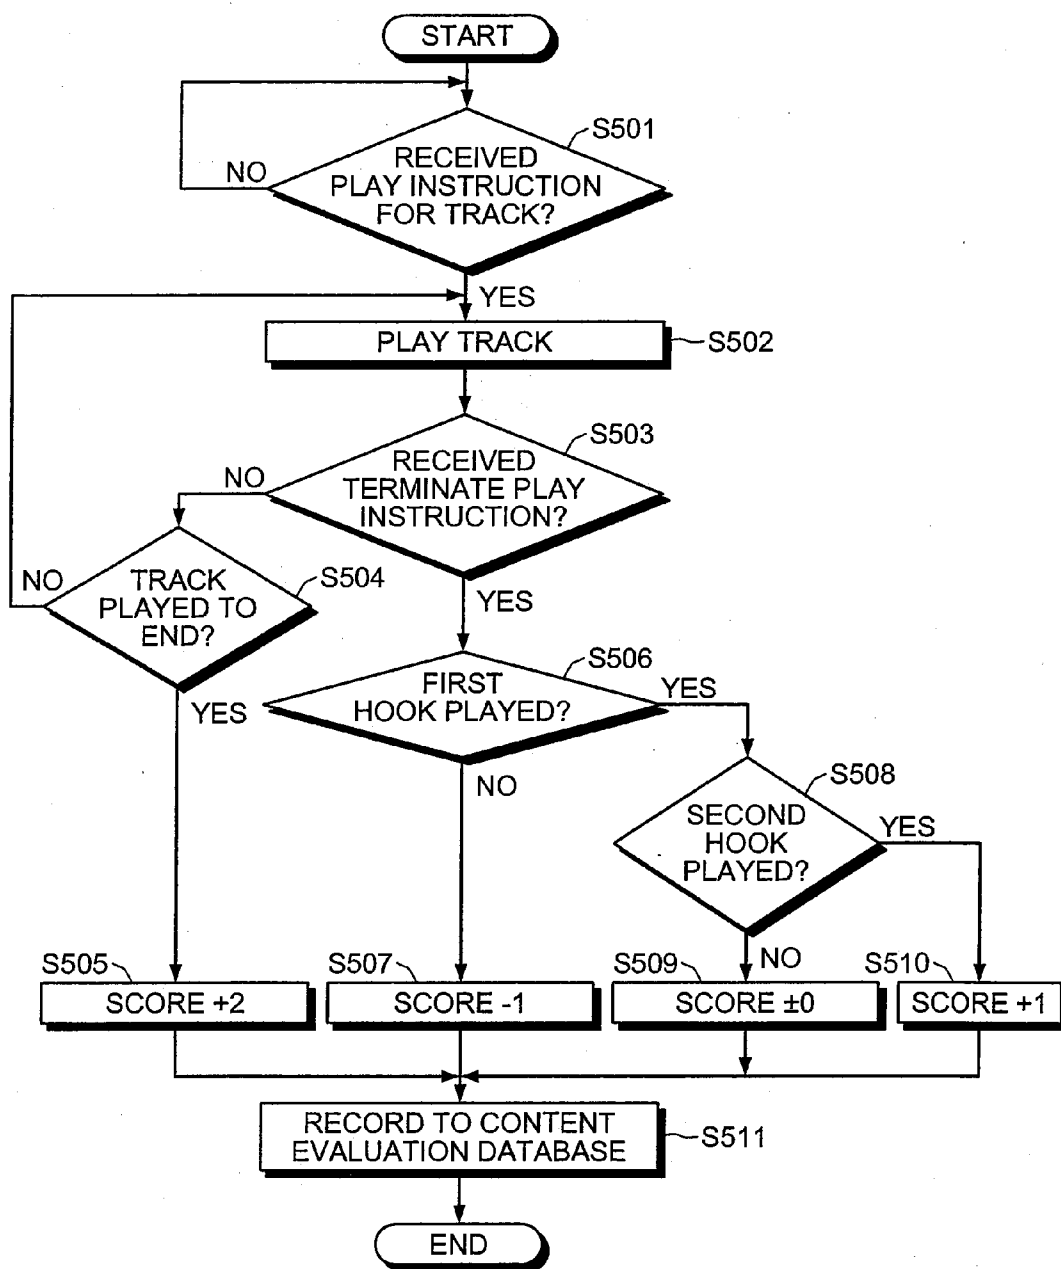 START
S501
RECEIVED
PLAY INSTRUCTION
FOR TRACK?
NO
YES
PLAY TRACK
S502
S503
RECEIVED
TERMINATE PLAY
INSTRUCTION?
NO
YES
S504
TRACK
PLAYED TO
END?
NO
YES
S506
FIRST
HOOK PLAYED?
YES
NO
S508
SECOND
HOOK
PLAYED?
YES
NO
S505
SCORE +2
S507
SCORE -1
S509
SCORE ±0
S510
SCORE +1
RECORD TO CONTENT
EVALUATION DATABASE
S511
END